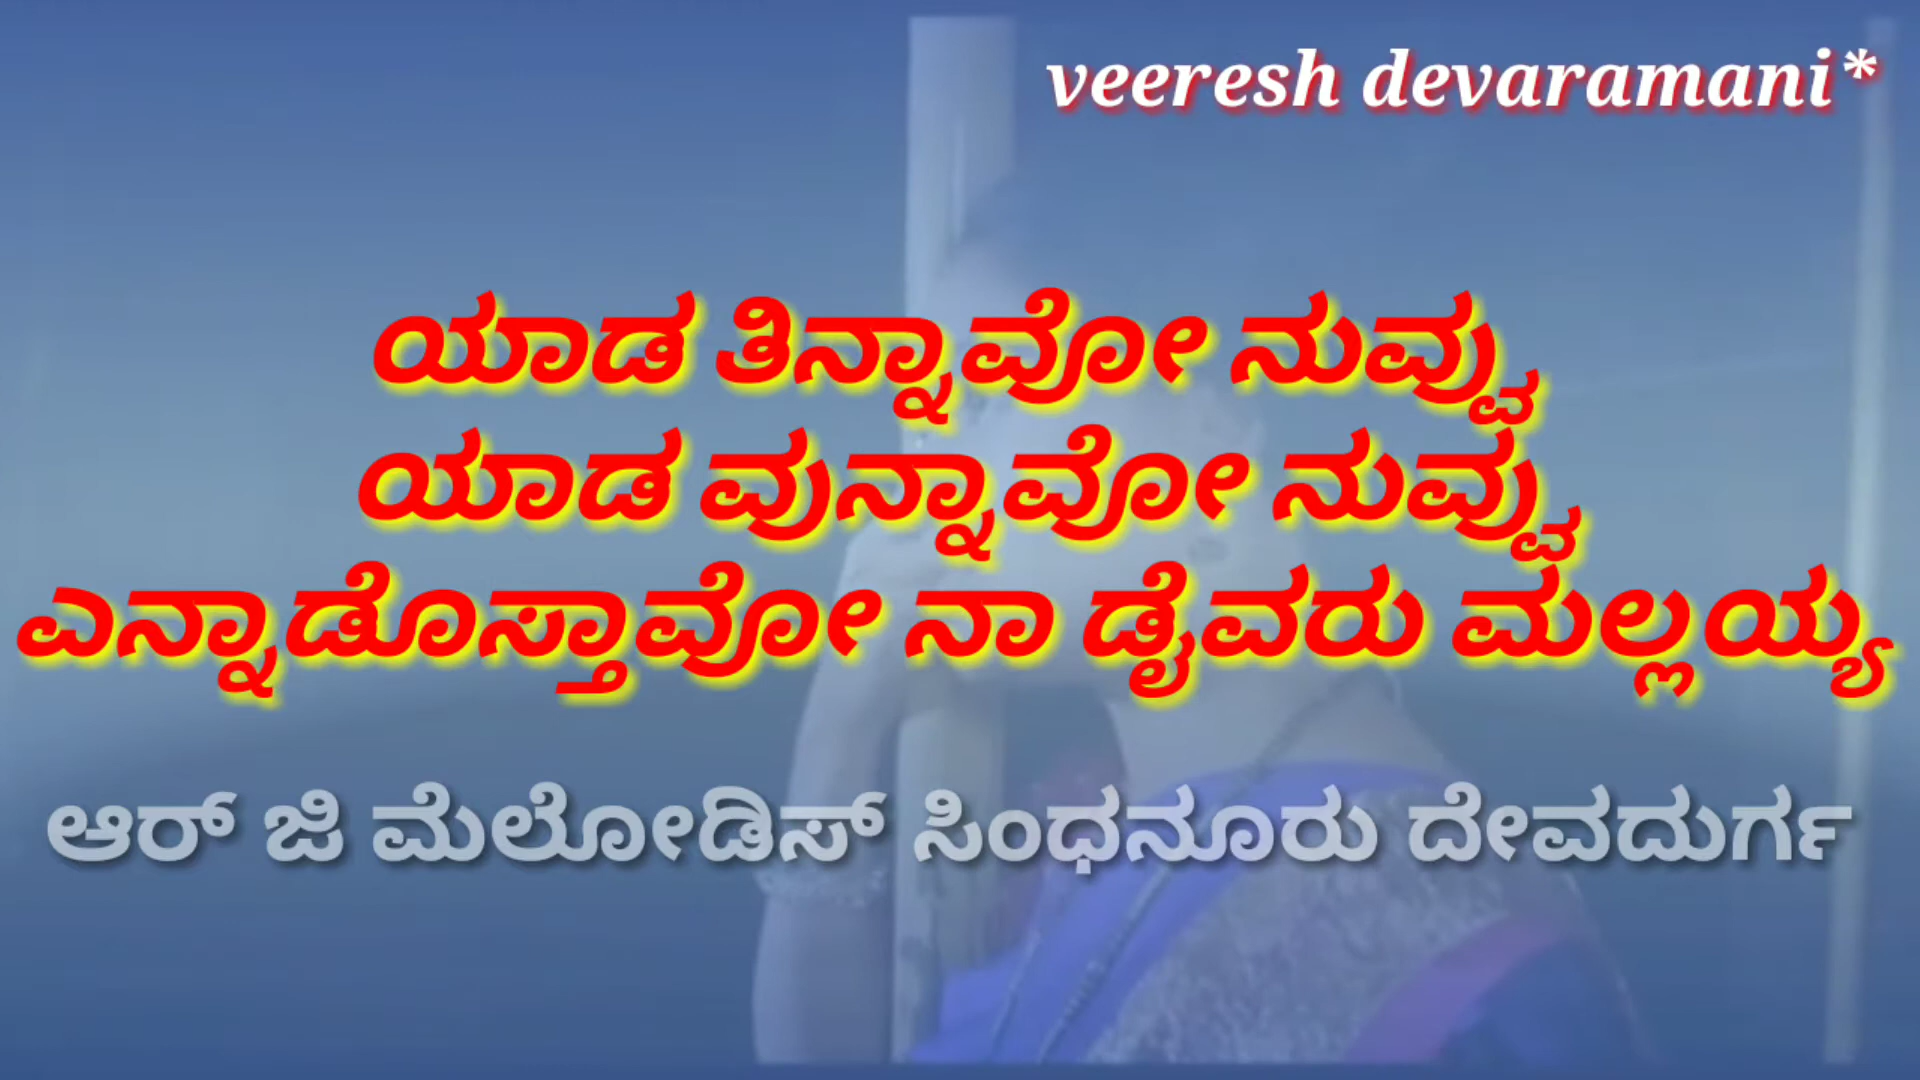 veeresh devaramani*
ಯಾಡ ತಿನ್ನಾವೋ ನುವ್ವು
ಯಾಡ ವುನ್ನಾವೋ ನುವ್ವು
ಎನ್ನಾಡೊಸ್ತಾವೋ ನಾ ಡೈವರು ಮಲ್ಲಯ್ಯ
ಆರ್ ಜಿ ಮೆಲೋಡಿಸ್ ಸಿಂಧನೂರು ದೇವದುರ್ಗ